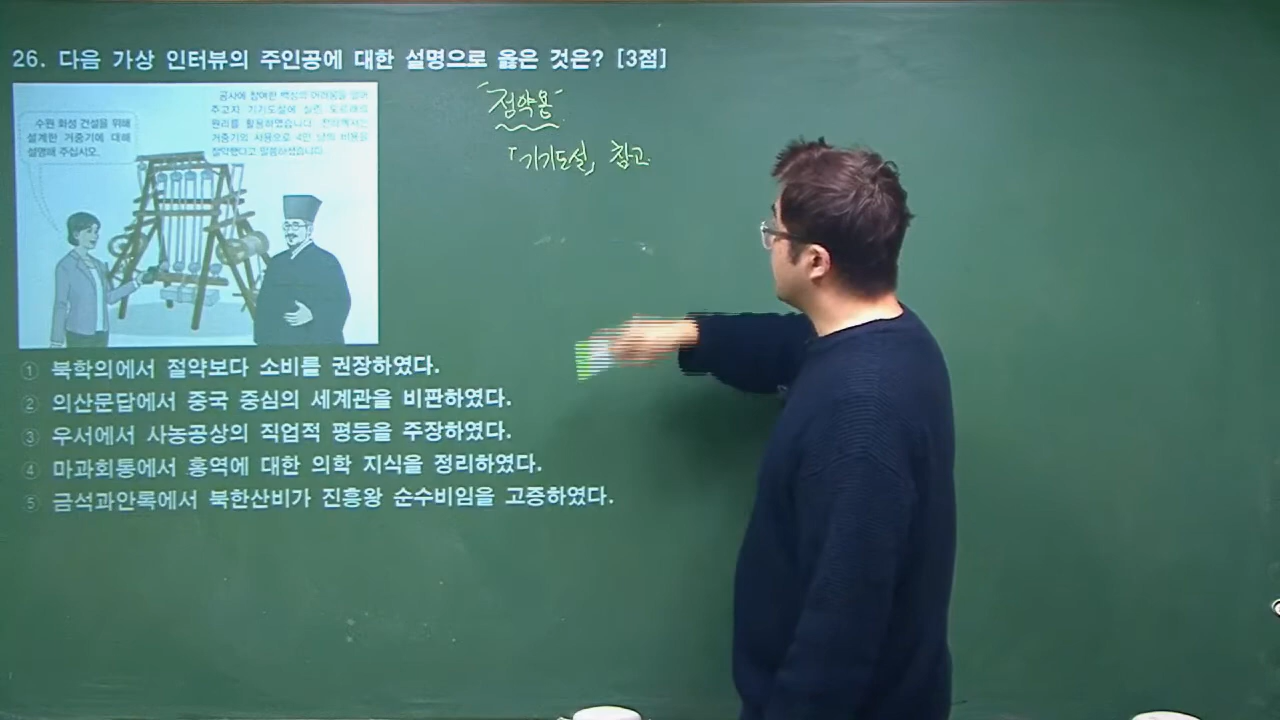 26. 다음 가상 인터뷰의 주인공에 대한 설명으로 옳은 것은? [3점]
수원 화성 건설을 위해
설계한 거중기에 대해
설명해 주십시오.
공사에 참여한 백성의 어려움을 덜어
주고자 기기도설에 실린 도르래의
원리를 활용하였습니다. 전하께서는
거중기의 사용으로 4만 냥의 비용을
절약했다고 말씀하셨습니다.
"정약용"
「기기도설」 참고
① 북학의에서 절약보다 소비를 권장하였다.
② 의산문답에서 중국 중심의 세계관을 비판하였다.
③ 우서에서 사농공상의 직업적 평등을 주장하였다.
④ 마과회통에서 홍역에 대한 의학 지식을 정리하였다.
⑤ 금석과안록에서 북한산비가 진흥왕 순수비임을 고증하였다.